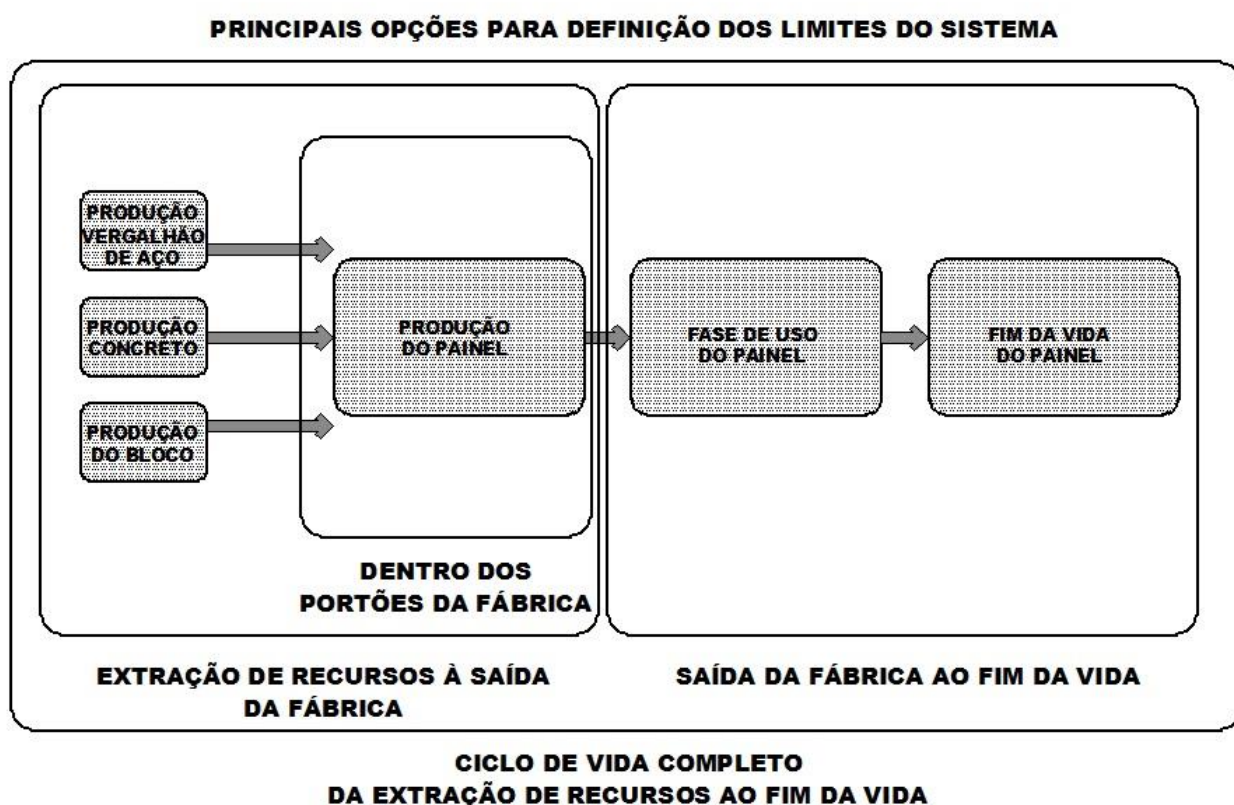 PRINCIPAIS OPÇÕES PARA DEFINIÇÃO DOS LIMITES DO SISTEMA
PRODUÇÃO
VERGALHÃO
DE AÇO
PRODUÇÃO
CONCRETO
PRODUÇÃO
DO BLOCO
PRODUÇÃO
DO PAINEL
FASE DE USO
DO PAINEL
FIM DA VIDA
DO PAINEL
DENTRO DOS
PORTÕES DA FÁBRICA
EXTRAÇÃO DE RECURSOS À SAÍDA
DA FÁBRICA
SAÍDA DA FÁBRICA AO FIM DA VIDA
CICLO DE VIDA COMPLETO
DA EXTRAÇÃO DE RECURSOS AO FIM DA VIDA